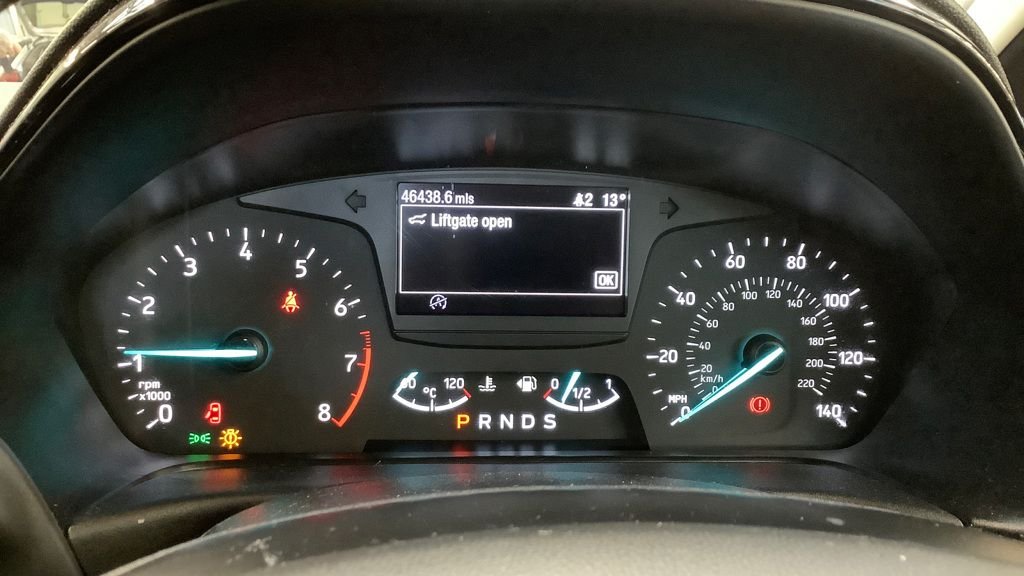 46438.6 mls 2 13°
Liftgate open
OK
0 1 2 3 4 5 6 7 8
rpm
x1000
60 °C 120
0 1/2 1
P R N D S
0 20 40 60 80 100 120 140
MPH
0 20 40 60 80 100 120 140 160 180 200 220
km/h